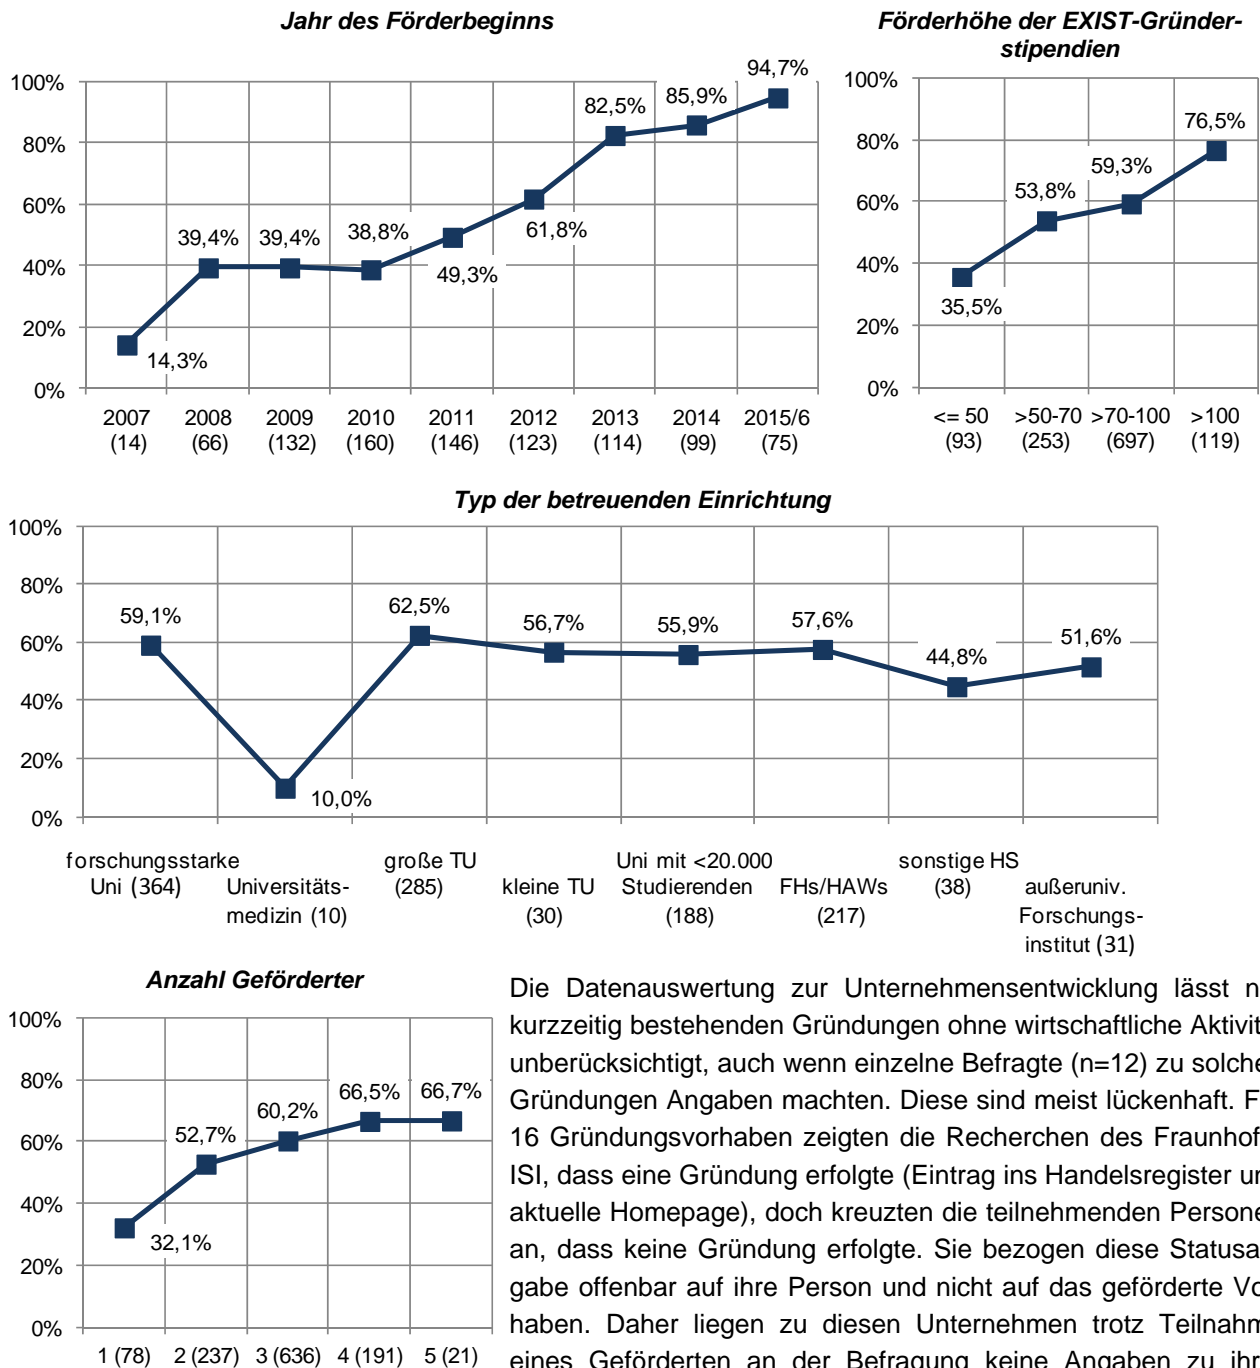 Jahr des Förderbeginns
100%
80%
60%
40%
20%
0%
14,3%
39,4%
39,4%
38,8%
49,3%
61,8%
82,5%
85,9%
94,7%
2007 2008 2009 2010 2011 2012 2013 2014 2015/6
(14) (66) (132) (160) (146) (123) (114) (99) (75)
Förderhöhe der EXIST-Gründer-
stipendien
100%
80%
60%
40%
20%
0%
35,5%
53,8%
59,3%
76,5%
<= 50 >50-70 >70-100 >100
(93) (253) (697) (119)
Typ der betreuenden Einrichtung
100%
80%
60%
40%
20%
0%
59,1%
10,0%
62,5%
56,7%
55,9%
57,6%
44,8%
51,6%
forschungsstarke
Uni (364)
Universitäts-
medizin (10)
große TU
(285)
kleine TU
(30)
Uni mit <20.000
Studierenden
(188)
FHs/HAWs
(217)
sonstige HS
(38)
außeruniv.
Forschungs-
institut (31)
Anzahl Geförderter
100%
80%
60%
40%
20%
0%
32,1%
52,7%
60,2%
66,5%
66,7%
1 (78) 2 (237) 3 (636) 4 (191) 5 (21)
Die Datenauswertung zur Unternehmensentwicklung lässt
kurzzeitig bestehenden Gründungen ohne wirtschaftliche
unberücksichtigt, auch wenn einzelne Befragte (n=12) zu
Gründungen Angaben machten. Diese sind meist lückenhaft.
16 Gründungsvorhaben zeigten die Recherchen des
ISI, dass eine Gründung erfolgte (Eintrag ins Handelsregister
aktuelle Homepage), doch kreuzten die teilnehmenden
an, dass keine Gründung erfolgte. Sie bezogen diese
gabe offenbar auf ihre Person und nicht auf das geförderte
haben. Daher liegen zu diesen Unternehmen trotz
eines Geförderten an der Befragung keine Angaben zu